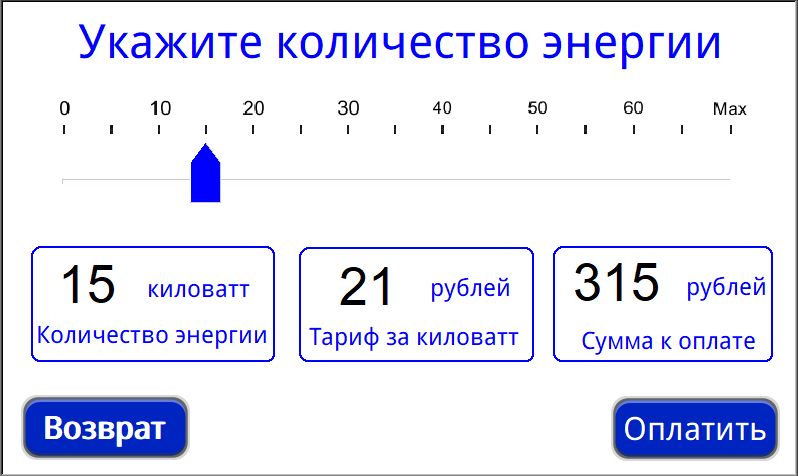 Укажите количество энергии
0 10 20 30 40 50 60 Max
15 киловатт
Количество энергии
21 рублей
Тариф за киловатт
315 рублей
Сумма к оплате
Возврат
Оплатить